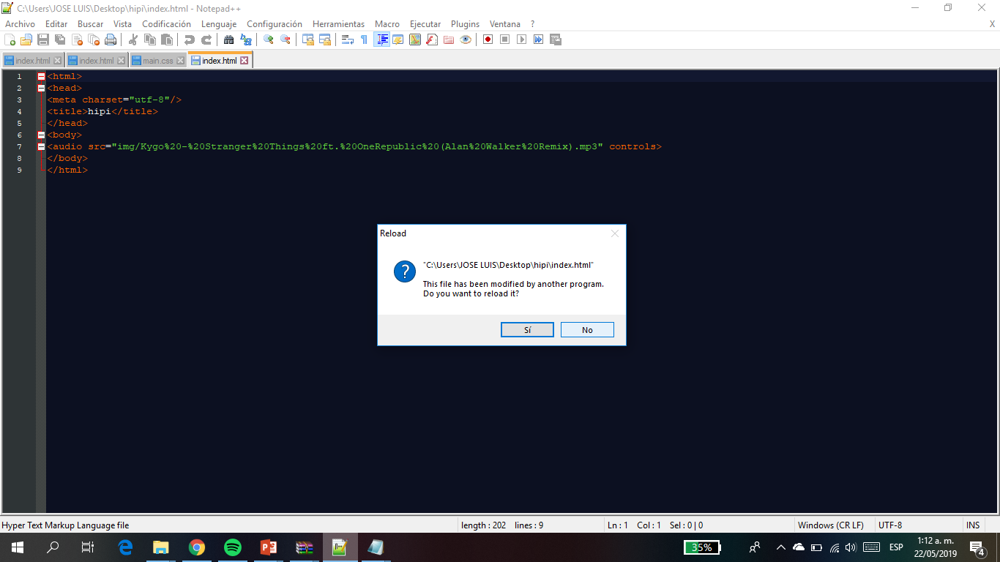 C:\Users\JOSE LUIS\Desktop\hipi\index.html - Notepad++
Archivo Editar Buscar Vista Codificación Lenguaje Configuración Herramientas Macro Ejecutar Plugins Ventana ? X
index.html index.html main.css index.html
1 <html>
2 <head>
3 <meta charset="utf-8"/>
4 <title>hipi</title>
5 </head>
6 <body>
7 <audio src="img/Kygo%20-%20Stranger%20Things%20ft.%20OneRepublic%20(Alan%20Walker%20Remix).mp3" controls>
8 </body>
9 </html>
Reload
"C:\Users\JOSE LUIS\Desktop\hipi\index.html"
This file has been modified by another program.
Do you want to reload it?
Sí No
Hyper Text Markup Language file length : 202 lines : 9 Ln : 1 Col : 1 Sel : 0 | 0 Windows (CR LF) UTF-8 INS
35% ESP 1:12 a. m.
22/05/2019 4